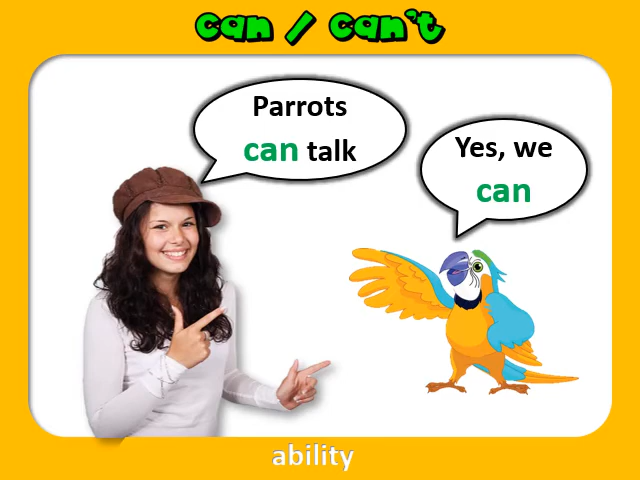 can / can't
Parrots
can talk
Yes, we
can
ability